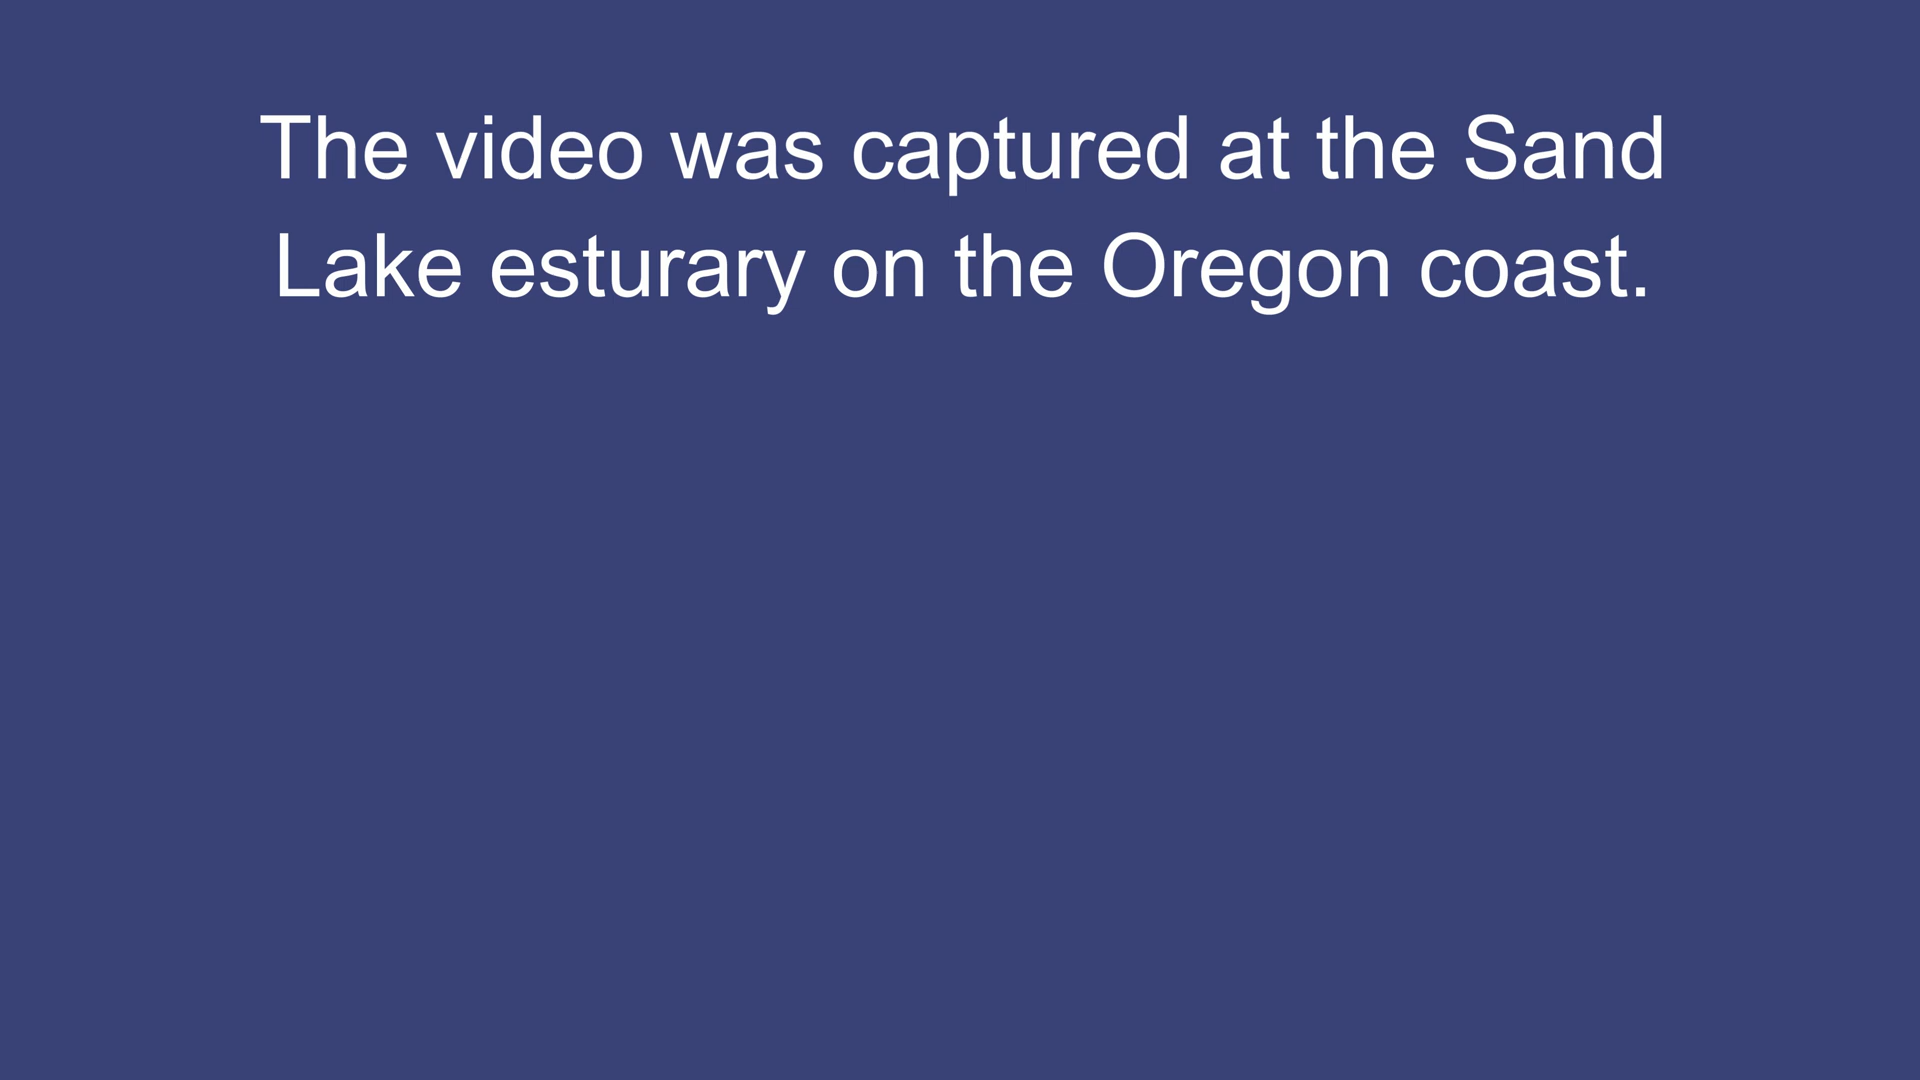 The video was captured at the Sand
Lake esturary on the Oregon coast.